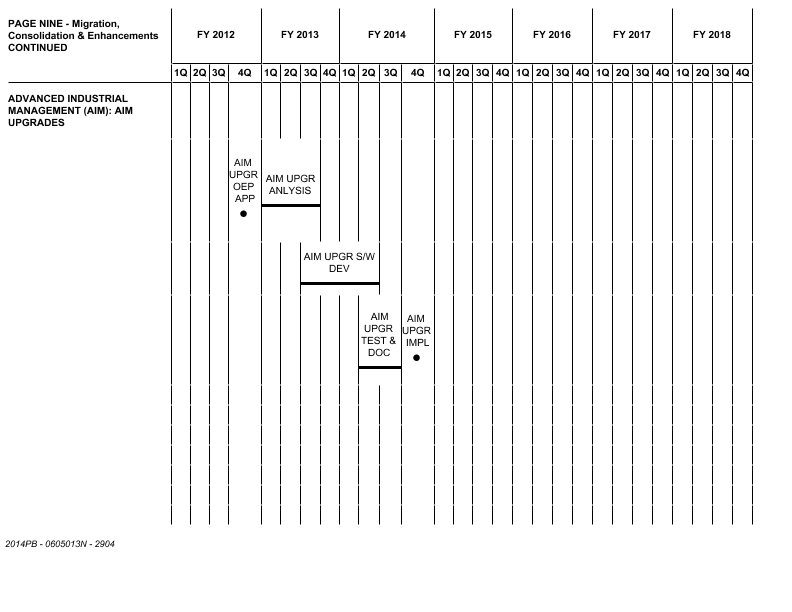 PAGE NINE - Migration,
Consolidation & Enhancements
CONTINUED
FY 2012 FY 2013 FY 2014 FY 2015 FY 2016 FY 2017 FY 2018
1Q 2Q 3Q 4Q 1Q 2Q 3Q 4Q 1Q 2Q 3Q 4Q 1Q 2Q 3Q 4Q 1Q 2Q 3Q 4Q 1Q 2Q 3Q 4Q 1Q 2Q 3Q 4Q
ADVANCED INDUSTRIAL
MANAGEMENT (AIM): AIM
UPGRADES
AIM
UPGR
OEP
APP
AIM UPGR
ANLYSIS
AIM UPGR S/W
DEV
AIM
UPGR
TEST &
DOC
AIM
UPGR
IMPL
2014PB - 0605013N - 2904